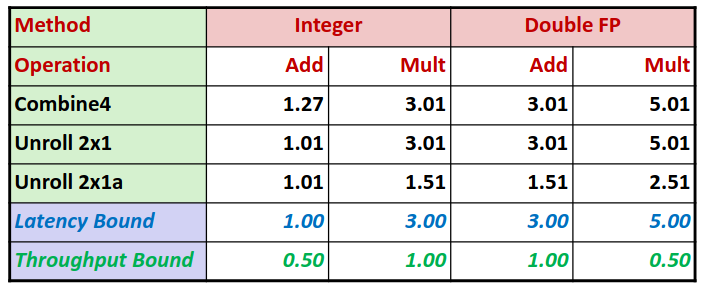 Method Integer Double FP
Operation Add Mult Add Mult
Combine4 1.27 3.01 3.01 5.01
Unroll 2x1 1.01 3.01 3.01 5.01
Unroll 2x1a 1.01 1.51 1.51 2.51
Latency Bound 1.00 3.00 3.00 5.00
Throughput Bound 0.50 1.00 1.00 0.50